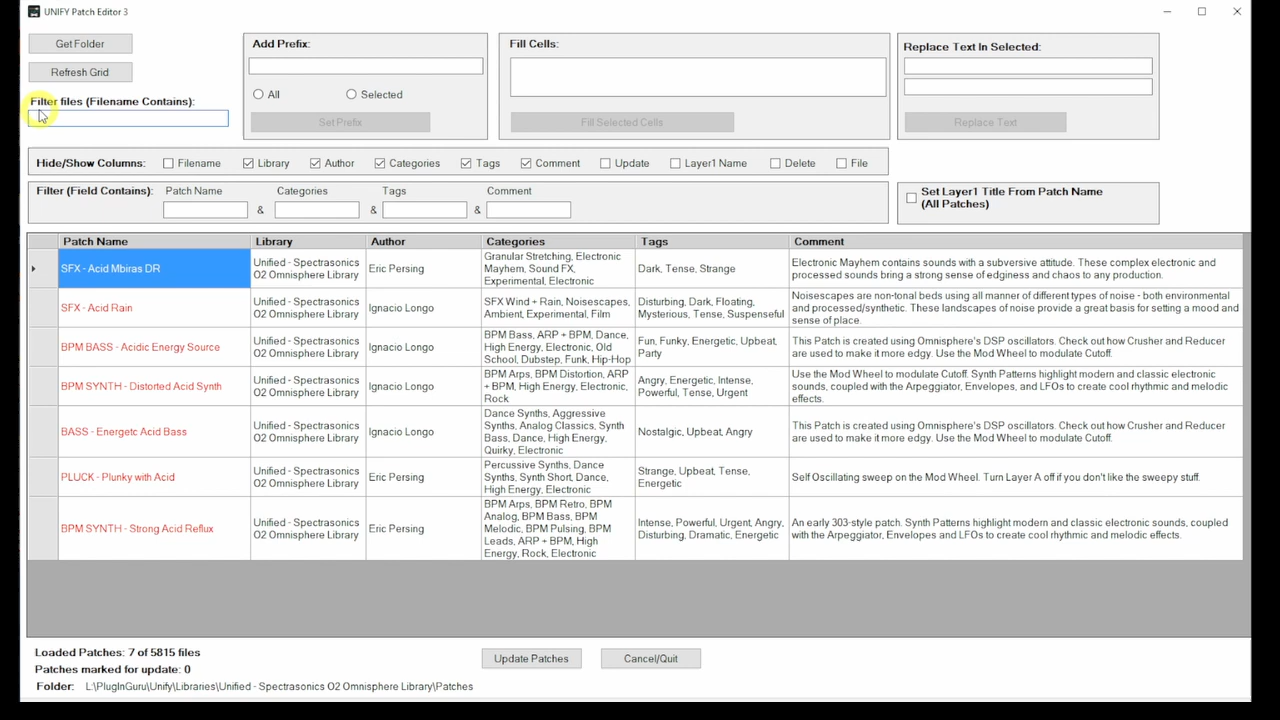 UNIFY Patch Editor 3
Get Folder
Refresh Grid
Filter files (Filename Contains):
Add Prefix:
All
Selected
Set Prefix
Fill Cells:
Fill Selected Cells
Replace Text In Selected:
Replace Text
Hide/Show Columns: Filename Library Author Categories Tags Comment Update Layer1 Name Delete File
Filter (Field Contains): Patch Name Categories Tags Comment
& & &
Set Layer1 Title From Patch Name
(All Patches)
Patch Name Library Author Categories Tags Comment
SFX - Acid Mbiras DR
Unified - Spectrasonics
O2 Omnisphere Library
Eric Persing
Granular Stretching, Electronic
Mayhem, Sound FX,
Experimental, Electronic
Dark, Tense, Strange
Electronic Mayhem contains sounds with a subversive attitude. These complex electronic and
processed sounds bring a strong sense of edginess and chaos to any production.
SFX - Acid Rain
Unified - Spectrasonics
O2 Omnisphere Library
Ignacio Longo
SFX Wind + Rain, Noisescapes,
Ambient, Experimental, Film
Disturbing, Dark, Floating,
Mysterious, Tense, Suspenseful
Noisescapes are non-tonal beds using all manner of different types of noise - both environmental
and processed/synthetic. These landscapes of noise provide a great basis for setting a mood and
sense of place.
BPM BASS - Acidic Energy Source
Unified - Spectrasonics
O2 Omnisphere Library
Ignacio Longo
BPM Bass, ARP + BPM, Dance,
High Energy, Electronic, Old
School, Dubstep, Funk, Hip-Hop
Fun, Funky, Energetic, Upbeat,
Party
This Patch is created using Omnisphere's DSP oscillators. Check out how Crusher and Reducer
are used to make it more edgy. Use the Mod Wheel to modulate Cutoff.
BPM SYNTH - Distorted Acid Synth
Unified - Spectrasonics
O2 Omnisphere Library
Ignacio Longo
BPM Arps, BPM Distortion, ARP
+ BPM, High Energy, Electronic,
Rock
Angry, Energetic, Intense,
Powerful, Tense, Urgent
Use the Mod Wheel to modulate Cutoff. Synth Patterns highlight modern and classic electronic
sounds, coupled with the Arpeggiator, Envelopes, and LFOs to create cool rhythmic and melodic
effects.
BASS - Energetc Acid Bass
Unified - Spectrasonics
O2 Omnisphere Library
Ignacio Longo
Dance Synths, Aggressive
Synths, Analog Classics, Synth
Bass, Dance, High Energy,
Quirky, Electronic
Nostalgic, Upbeat, Angry
This Patch is created using Omnisphere's DSP oscillators. Check out how Crusher and Reducer
are used to make it more edgy. Use the Mod Wheel to modulate Cutoff.
PLUCK - Plunky with Acid
Unified - Spectrasonics
O2 Omnisphere Library
Eric Persing
Percussive Synths, Dance
Synths, Synth Short, Dance,
High Energy, Electronic
Strange, Upbeat, Tense,
Energetic
Self Oscillating sweep on the Mod Wheel. Turn Layer A off if you don't like the sweepy stuff.
BPM SYNTH - Strong Acid Reflux
Unified - Spectrasonics
O2 Omnisphere Library
Eric Persing
BPM Arps, BPM Retro, BPM
Analog, BPM Bass, BPM
Melodic, BPM Pulsing, BPM
Leads, ARP + BPM, High
Energy, Rock, Electronic
Intense, Powerful, Urgent, Angry,
Disturbing, Dramatic, Energetic
An early 303-style patch. Synth Patterns highlight modern and classic electronic sounds, coupled
with the Arpeggiator, Envelopes and LFOs to create cool rhythmic and melodic effects.
Loaded Patches: 7 of 5815 files
Patches marked for update: 0
Update Patches
Cancel/Quit
Folder: L:\PlugInGuru\Unify\Libraries\Unified - Spectrasonics O2 Omnisphere Library\Patches